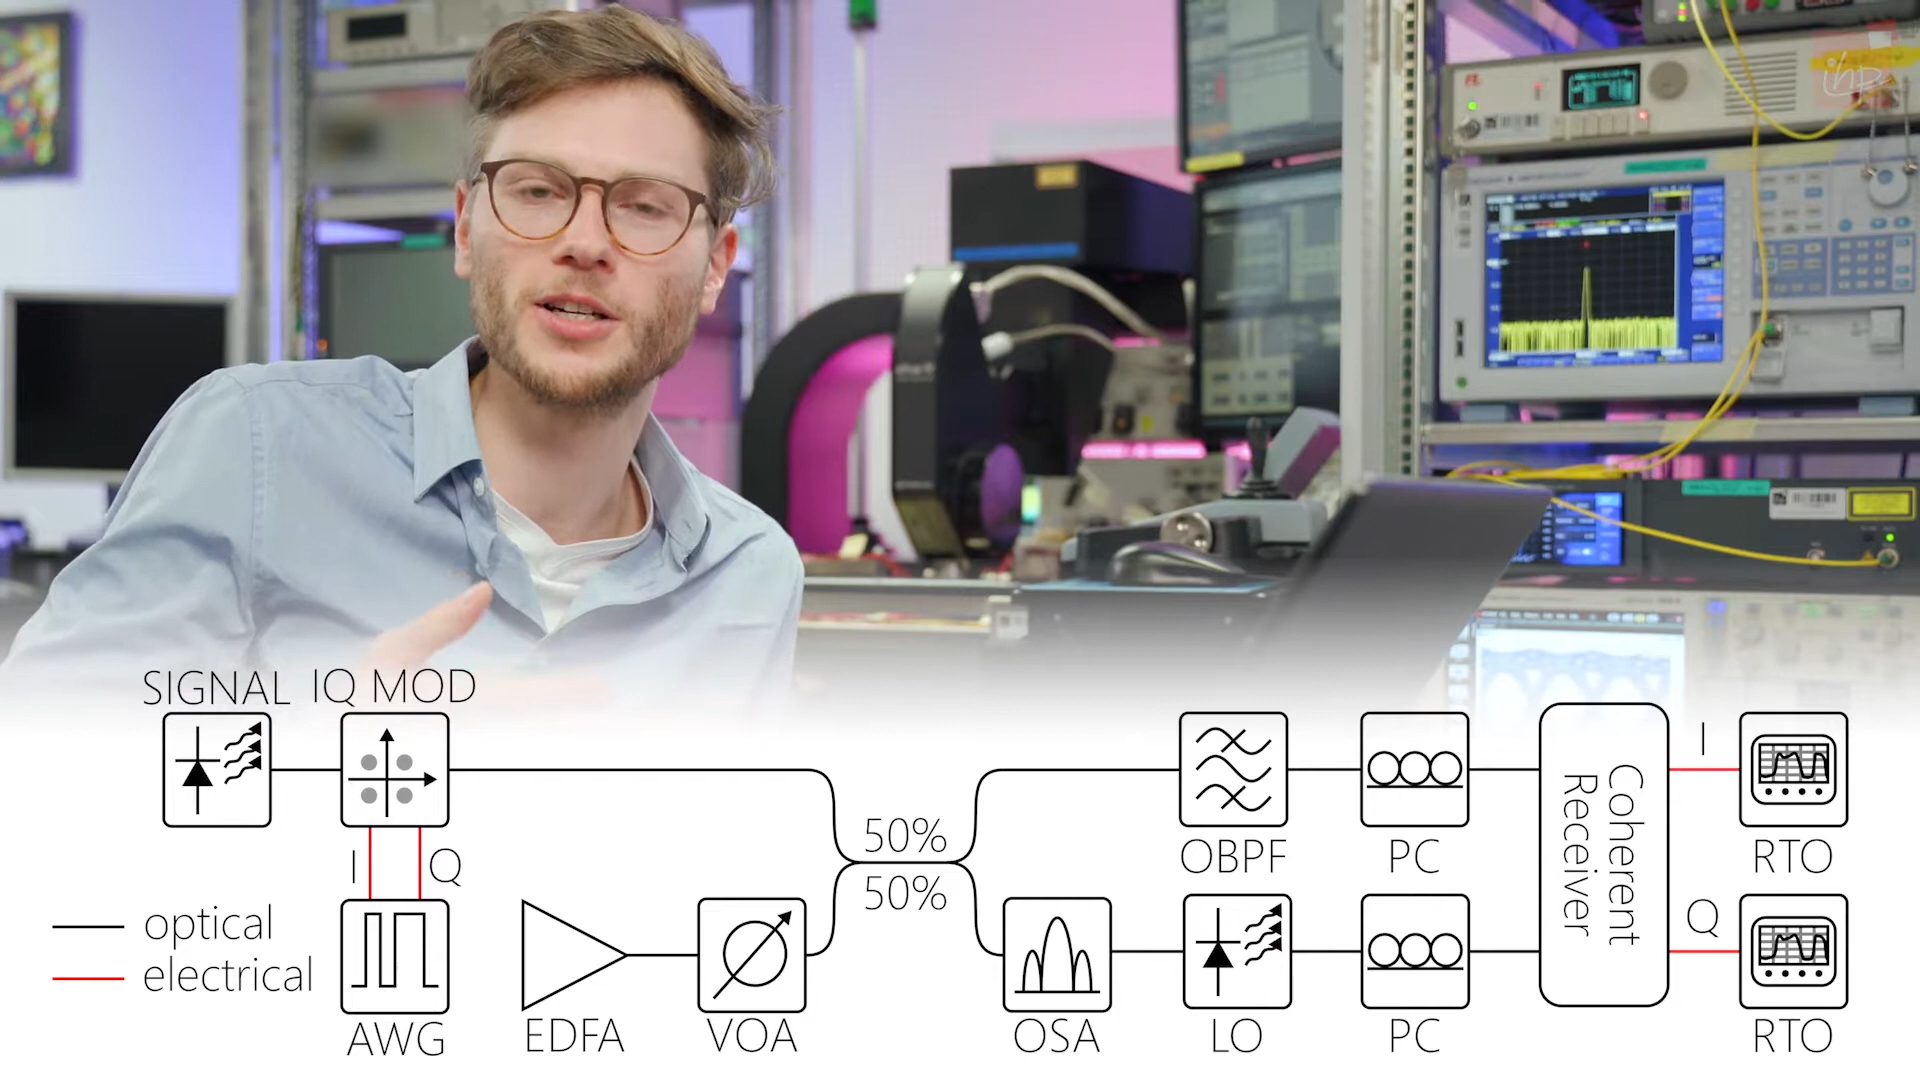 ihp
SIGNAL
IQ MOD
I
Q
AWG
optical
electrical
EDFA
VOA
50%
50%
OSA
OBPF
PC
LO
PC
Coherent
Receiver
I
RTO
Q
RTO